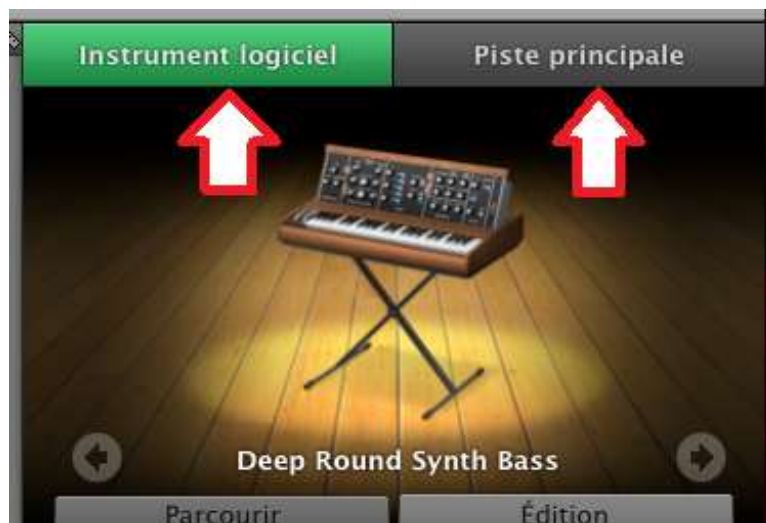 Instrument logiciel
Piste principale
Deep Round Synth Bass
Parcourir
Édition